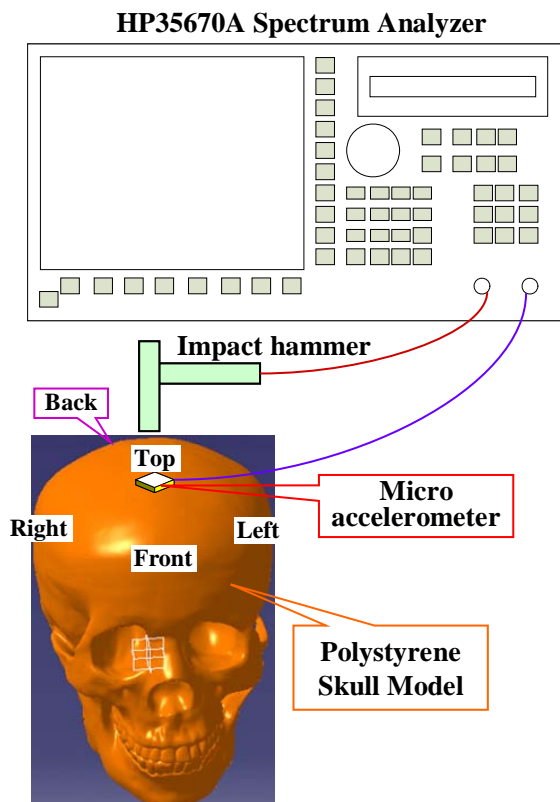 HP35670A Spectrum Analyzer
Impact hammer
Back
Top
Micro
accelerometer
Right
Left
Front
Polystyrene
Skull Model